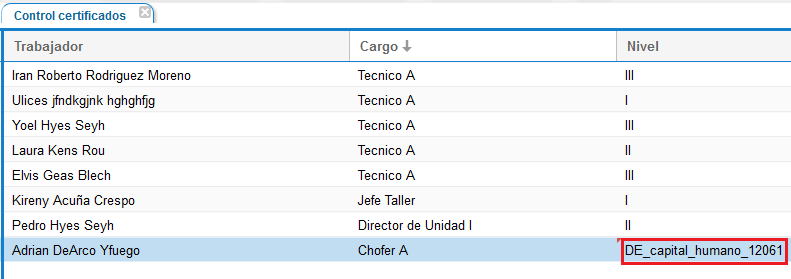 Control certificados
Trabajador Cargo Nivel
Iran Roberto Rodriguez Moreno Tecnico A III
Ulices jfndkgjnk hghghfjg Tecnico A I
Yoel Hyes Seyh Tecnico A III
Laura Kens Rou Tecnico A II
Elvis Geas Blech Tecnico A III
Kireny Acuña Crespo Jefe Taller I
Pedro Hyes Seyh Director de Unidad I II
Adrian DeArco Yfuego Chofer A DE_capital_humano_12061